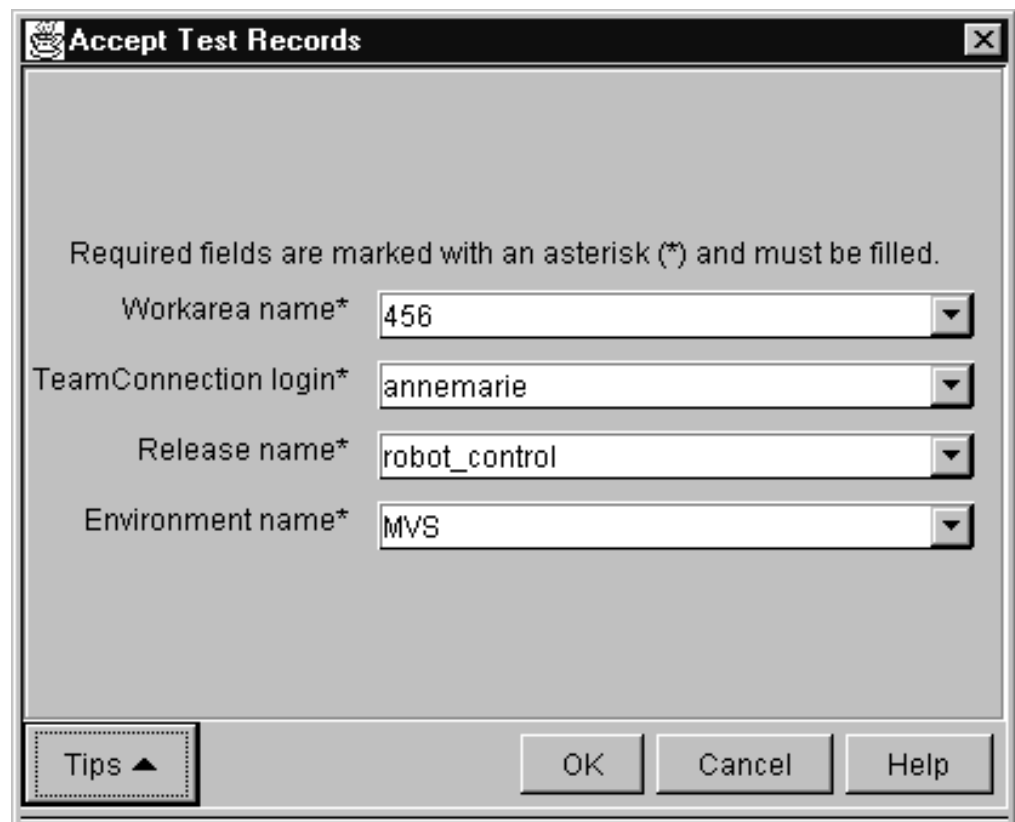 Accept Test Records
Required fields are marked with an asterisk (*) and must be filled.
Workarea name* 456
TeamConnection login* annemarie
Release name* robot_control
Environment name* MVS
Tips OK Cancel Help